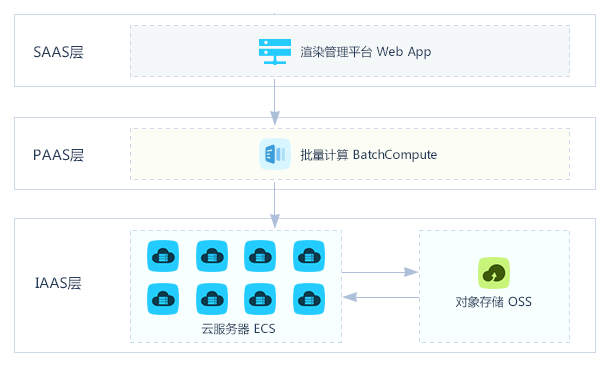 SAAS层
渲染管理平台 Web App
PAAS层
批量计算 BatchCompute
IAAS层
云服务器 ECS
对象存储 OSS